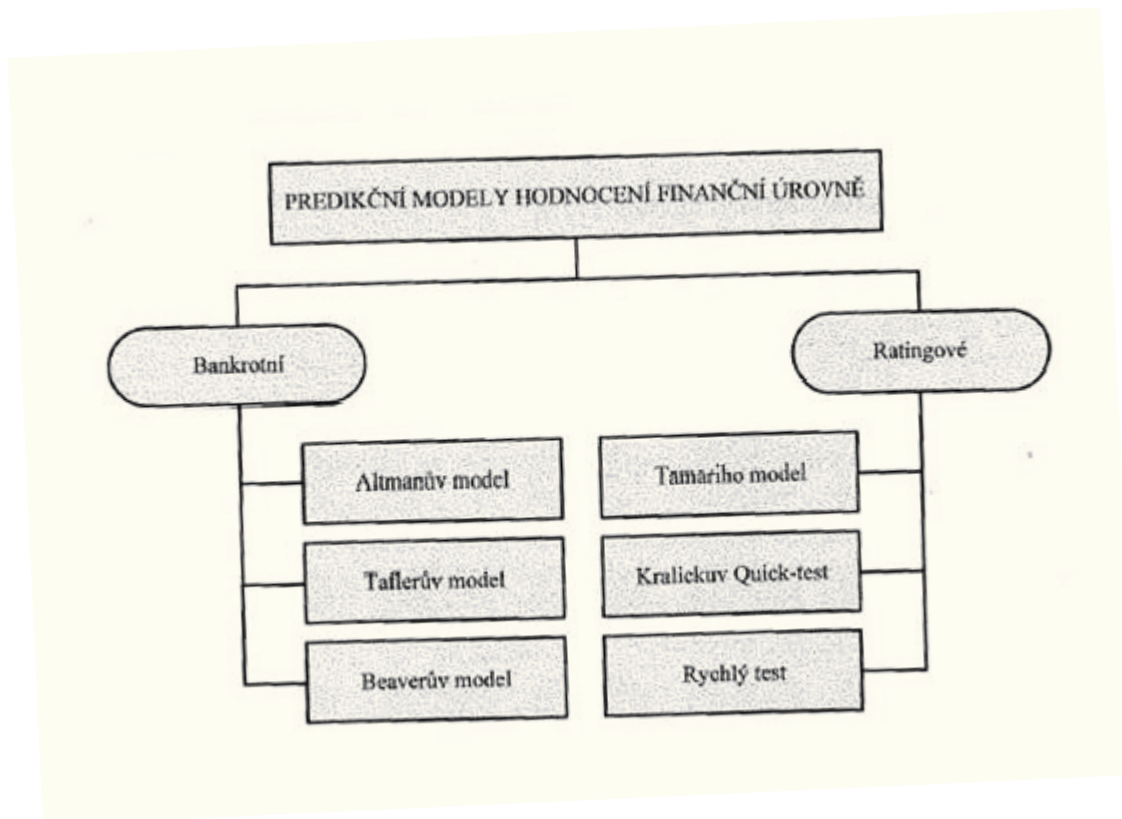 PREDIKČNÍ MODELY HODNOCENÍ FINANČNÍ ÚROVNĚ
Bankrotní
Ratingové
Altmanův model
Tamariho model
Taflerův model
Kralickuv Quick-test
Beaverův model
Rychlý test